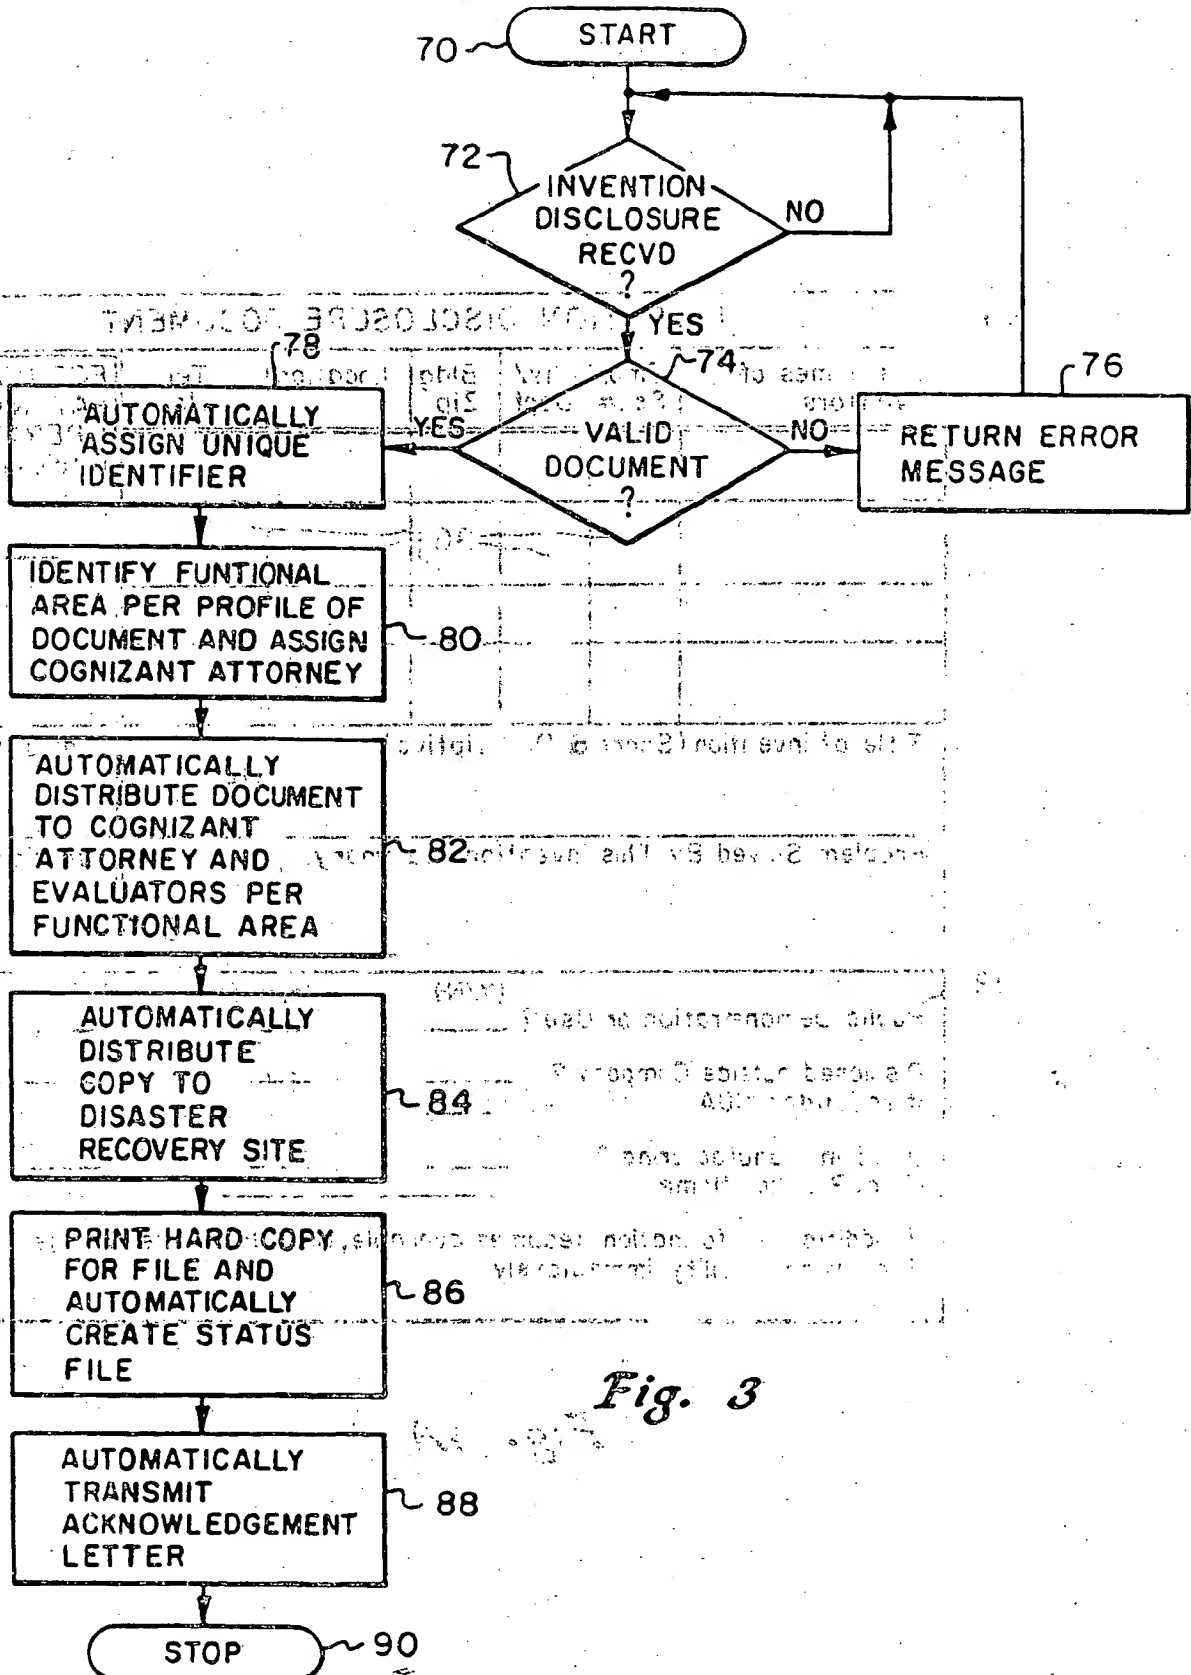 START
70
72
INVENTION
DISCLOSURE
RECVD
?
NO
YES
74
VALID
DOCUMENT
?
YES
NO
76
RETURN ERROR
MESSAGE
78
AUTOMATICALLY
ASSIGN UNIQUE
IDENTIFIER
IDENTIFY FUNTIONAL
AREA PER PROFILE OF
DOCUMENT AND ASSIGN
COGNIZANT ATTORNEY
80
AUTOMATICALLY
DISTRIBUTE DOCUMENT
TO COGNIZANT
ATTORNEY AND
EVALUATORS PER
FUNCTIONAL AREA
82
AUTOMATICALLY
DISTRIBUTE
COPY TO
DISASTER
RECOVERY SITE
84
PRINT HARD COPY
FOR FILE AND
AUTOMATICALLY
CREATE STATUS
FILE
86
AUTOMATICALLY
TRANSMIT
ACKNOWLEDGEMENT
LETTER
88
STOP
90
Fig. 3